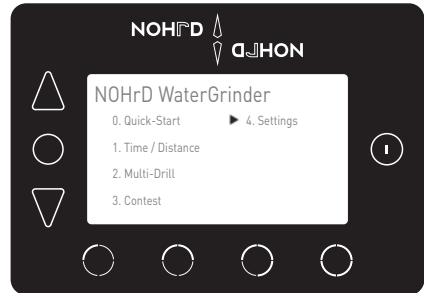 NOHrD
NOHrD
NOHrD WaterGrinder
0. Quick-Start ▶ 4. Settings
1. Time / Distance
2. Multi-Drill
3. Contest